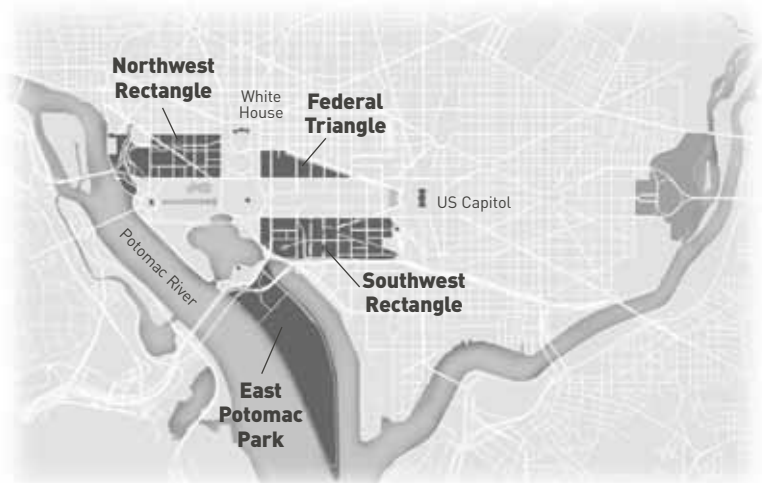 Northwest
Rectangle
White
House
Federal
Triangle
US Capitol
Potomac River
Southwest
Rectangle
East
Potomac
Park